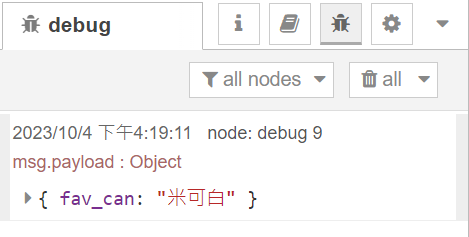 debug
all nodes
all
2023/10/4 下午4:19:11 node: debug 9
msg.payload : Object
{ fav_can: "米可白" }